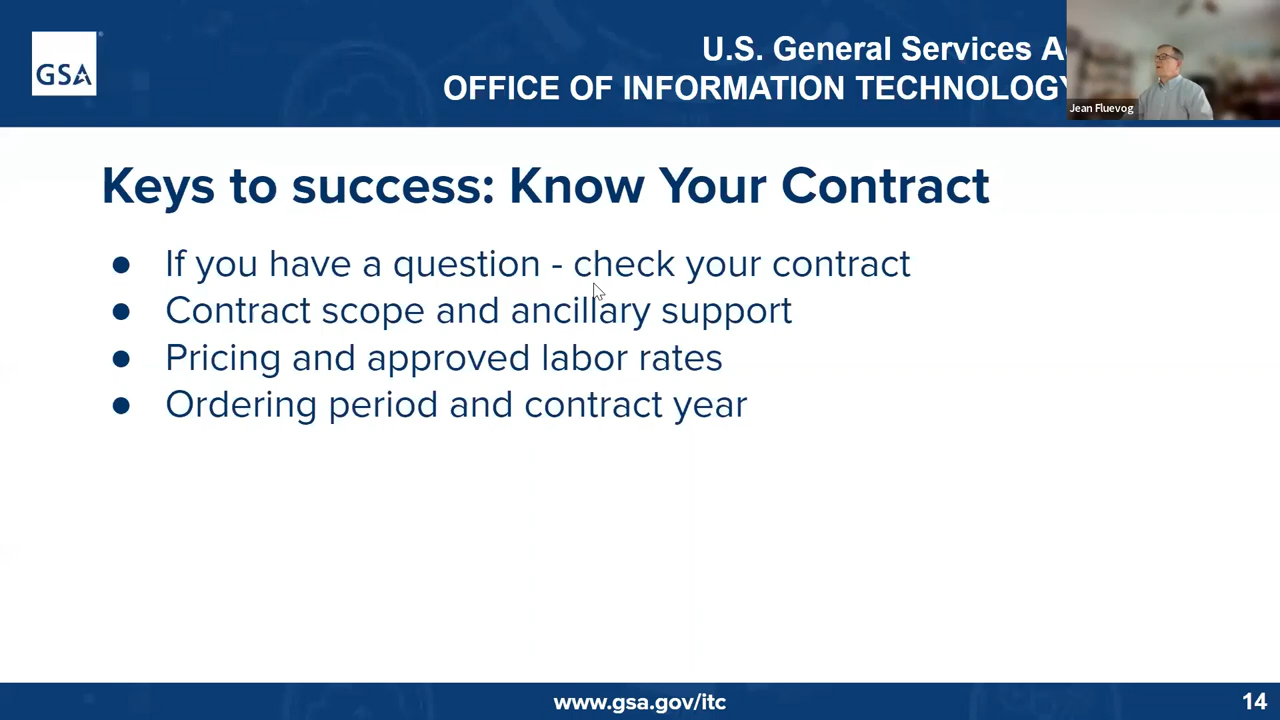 GSA
U.S. General Services A
OFFICE OF INFORMATION TECHNOLOGY
Jean Fluevog
Keys to success: Know Your Contract
● If you have a question - check your contract
● Contract scope and ancillary support
● Pricing and approved labor rates
● Ordering period and contract year
www.gsa.gov/itc
14